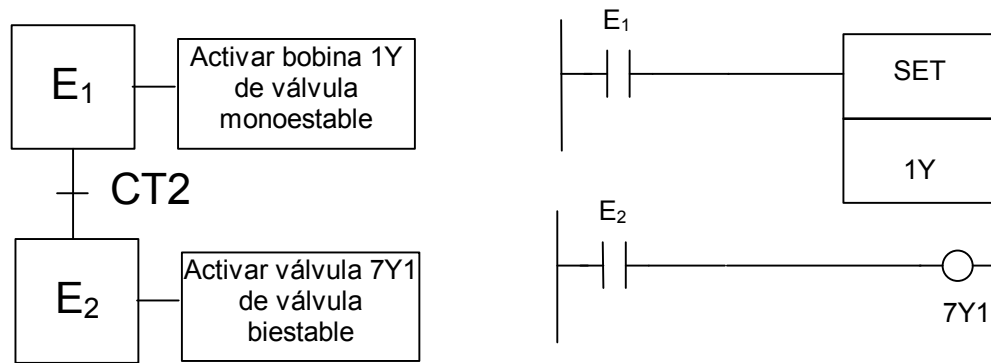 E₁
Activar bobina 1Y
de válvula
monoestable
CT2
E₂
Activar válvula 7Y1
de válvula
biestable
E₁
SET
1Y
E₂
7Y1